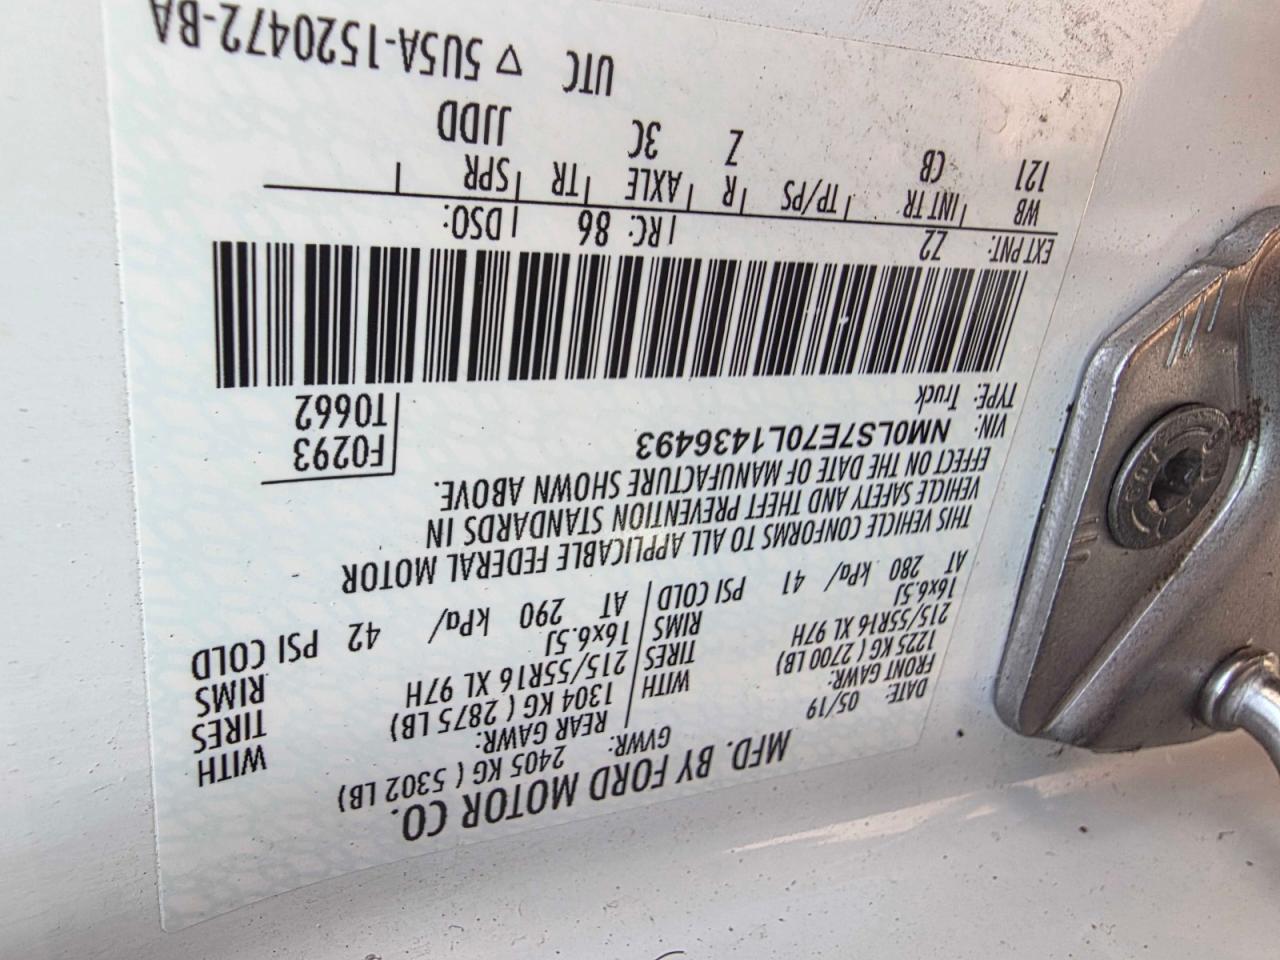 MFD. BY FORD MOTOR CO.
DATE: 05/19 GVWR: 2405 KG ( 5302 LB)
FRONT GAWR: REAR GAWR:
1225 KG ( 2700 LB) WITH 1304 KG ( 2875 LB) WITH
215/55R16 XL 97H TIRES 215/55R16 XL 97H TIRES
16x6.5J RIMS 16x6.5J RIMS
AT 280 kPa/ 41 PSI COLD AT 290 kPa/ 42 PSI COLD
THIS VEHICLE CONFORMS TO ALL APPLICABLE FEDERAL MOTOR
VEHICLE SAFETY AND THEFT PREVENTION STANDARDS IN
EFFECT ON THE DATE OF MANUFACTURE SHOWN ABOVE.
VIN: NM0LS7E70L1436493 F0293
TYPE: Truck T0662
EXT PNT: Z2 RC: 86 DSO:
WB INT TR TP/PS R AXLE TR SPR
121 CB Z 3C JJDD
UTC ▽ 5U5A-1520472-BA